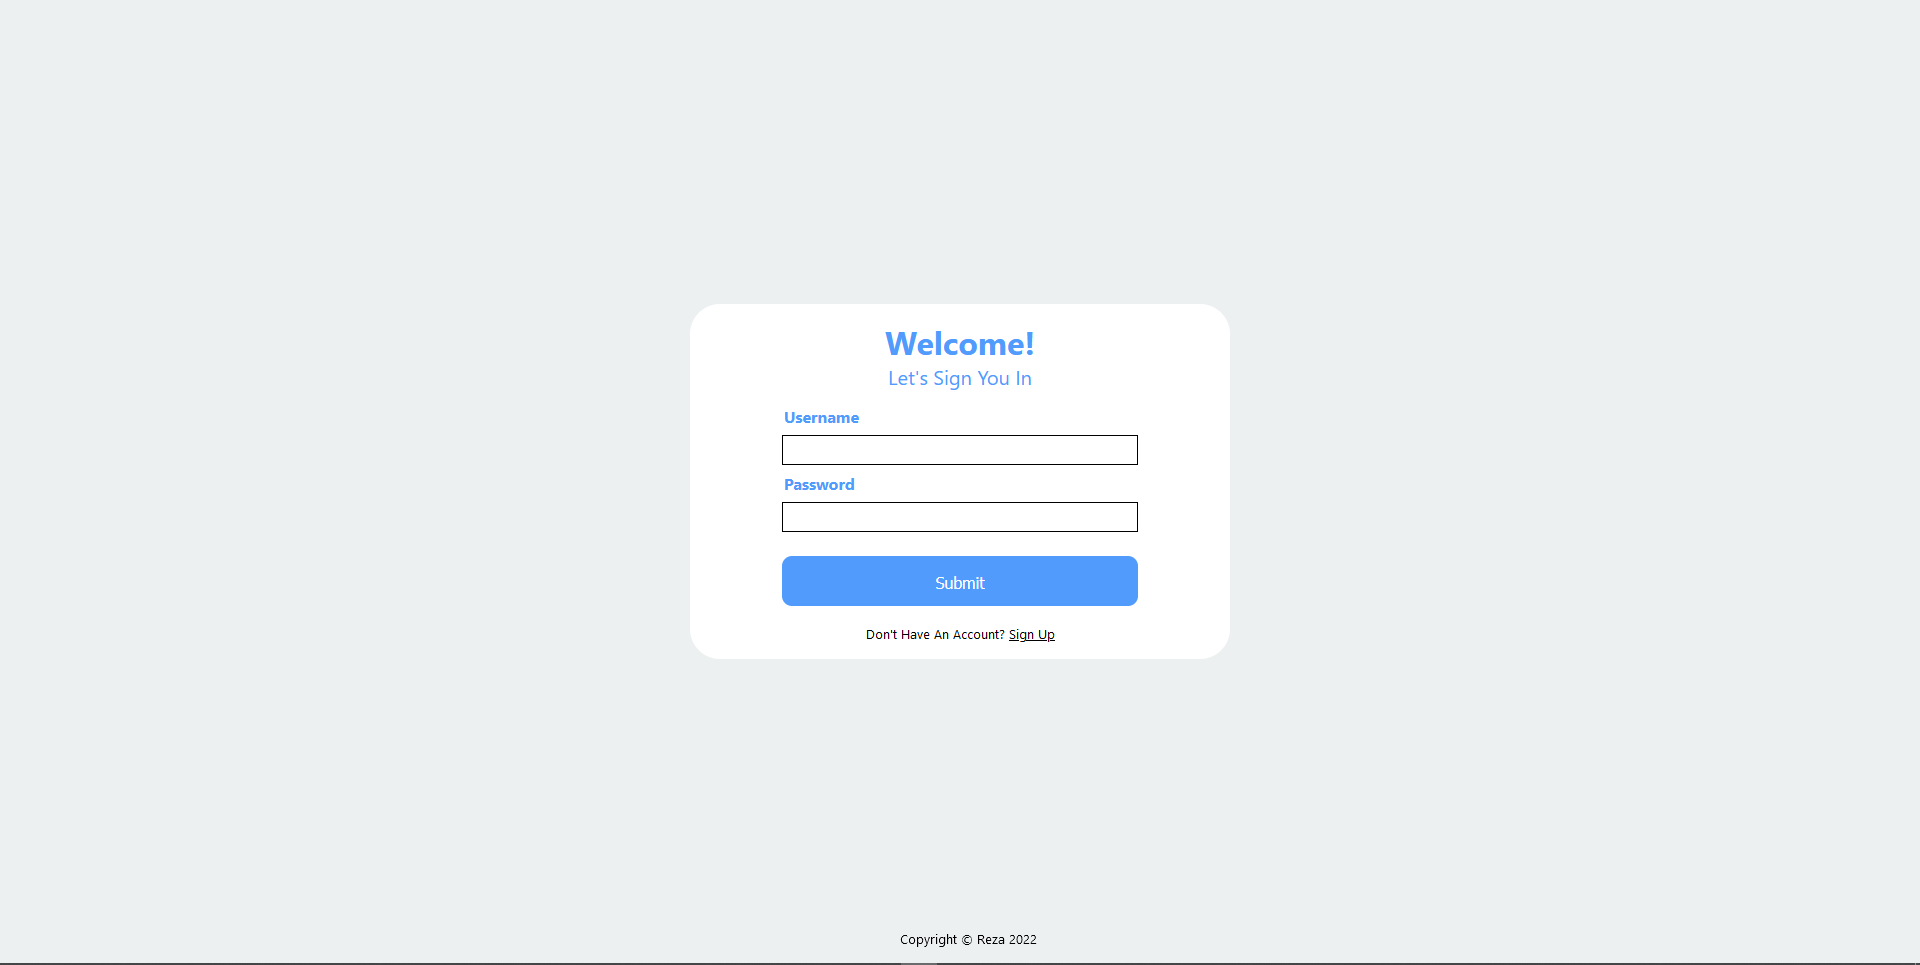 Welcome!
Let's Sign You In
Username
Password
Submit
Don't Have An Account? Sign Up
Copyright © Reza 2022